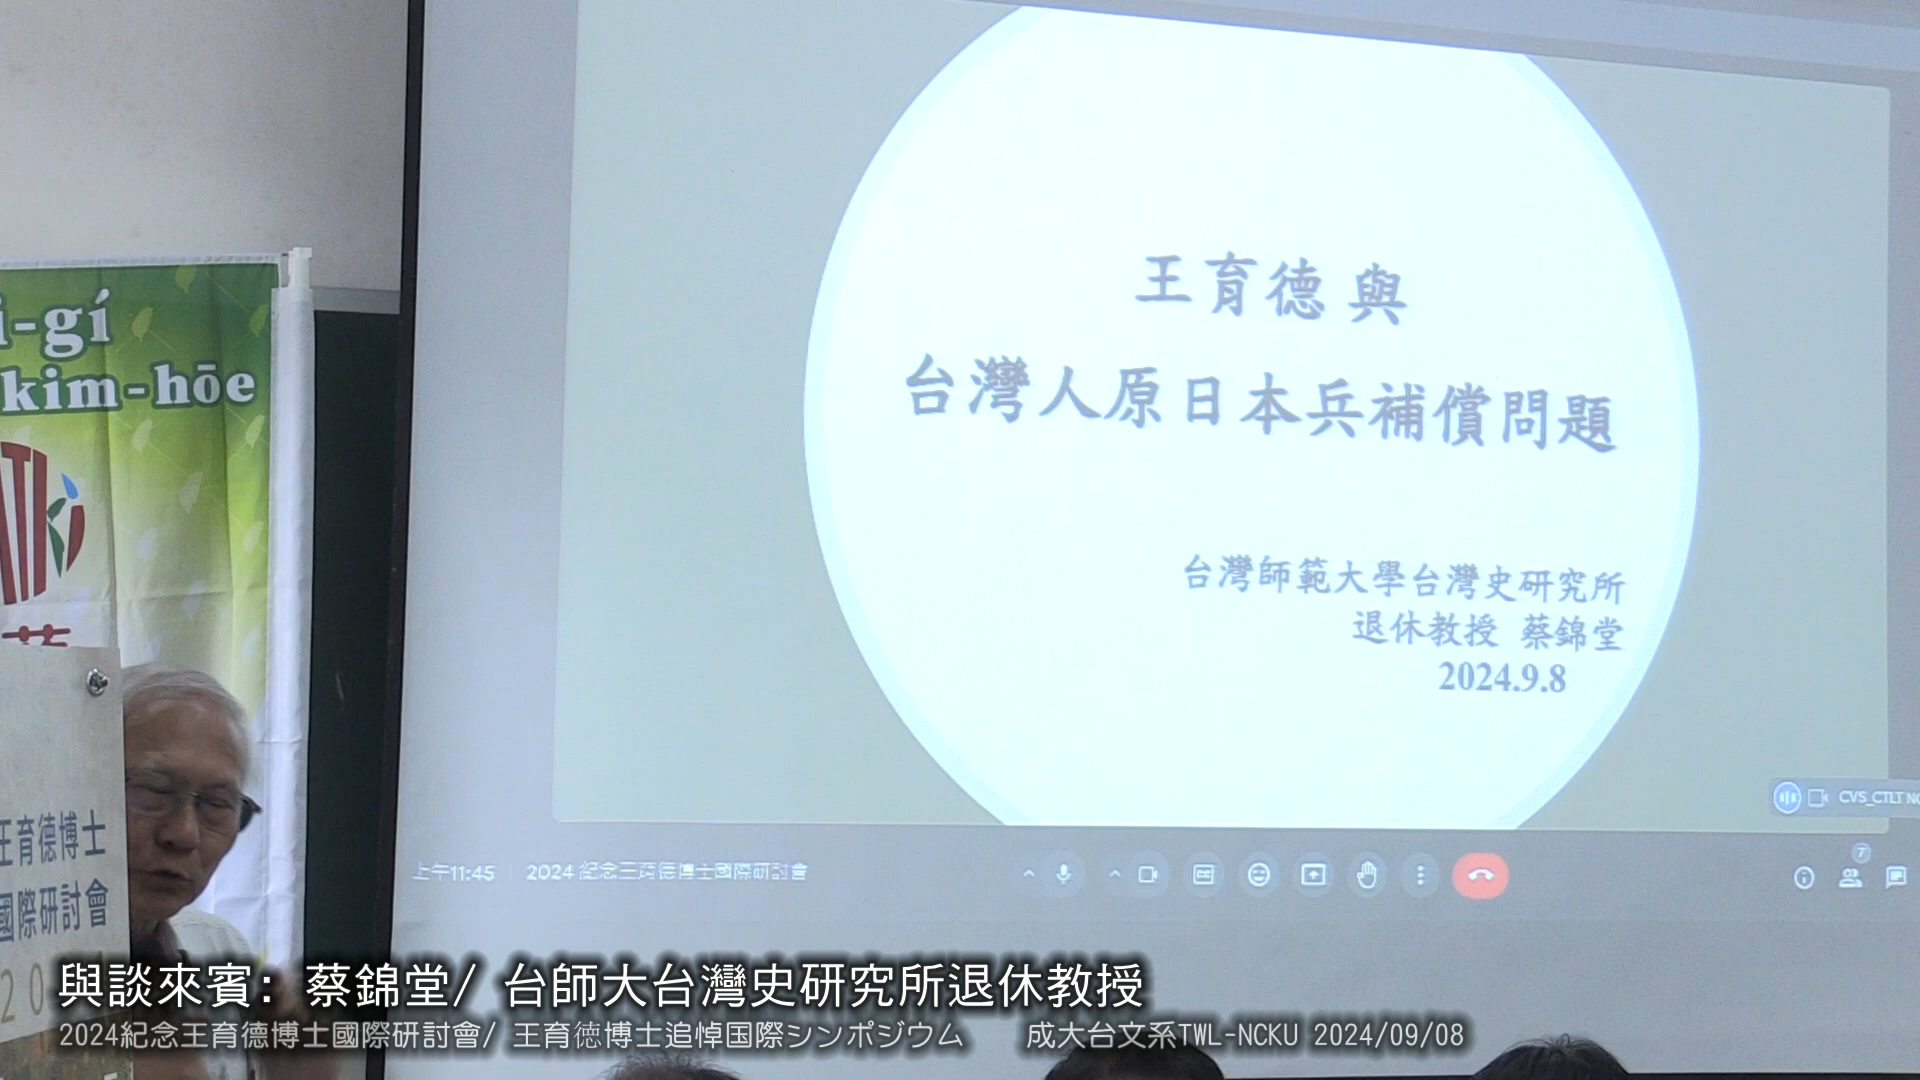 王育德 與
台灣人原日本兵補償問題
台灣師範大學台灣史研究所
退休教授 蔡錦堂
2024.9.8
i-gí
kim-hōe
王育德博士
國際研討會
CVS_CTLT NC
上午11:45
2024 紀念王育德博士國際研討會
7
與談來賓: 蔡錦堂/ 台師大台灣史研究所退休教授
2024紀念王育德博士國際研討會/ 王育徳博士追悼国際シンポジウム 成大台文系TWL-NCKU 2024/09/08